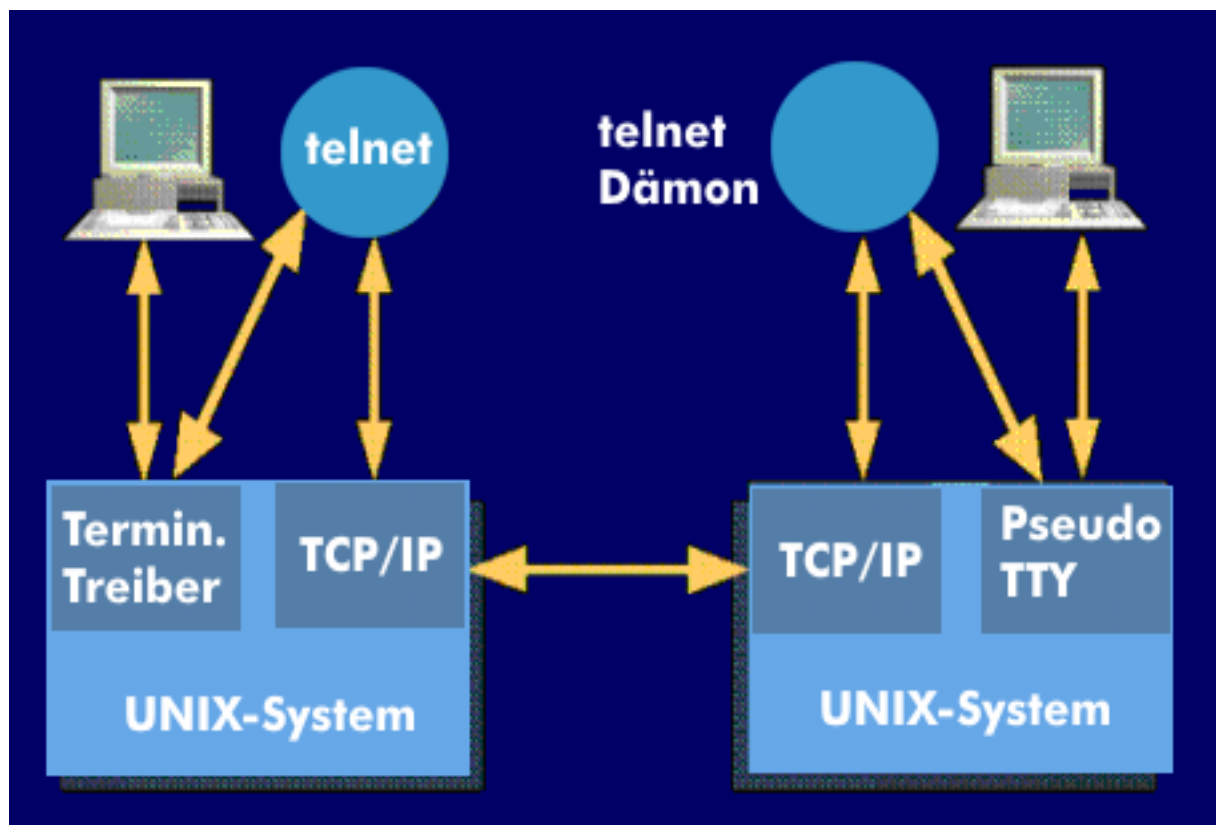 telnet
telnet
Dämon
Termin.
Treiber
TCP/IP
UNIX-System
TCP/IP
Pseudo
TTY
UNIX-System